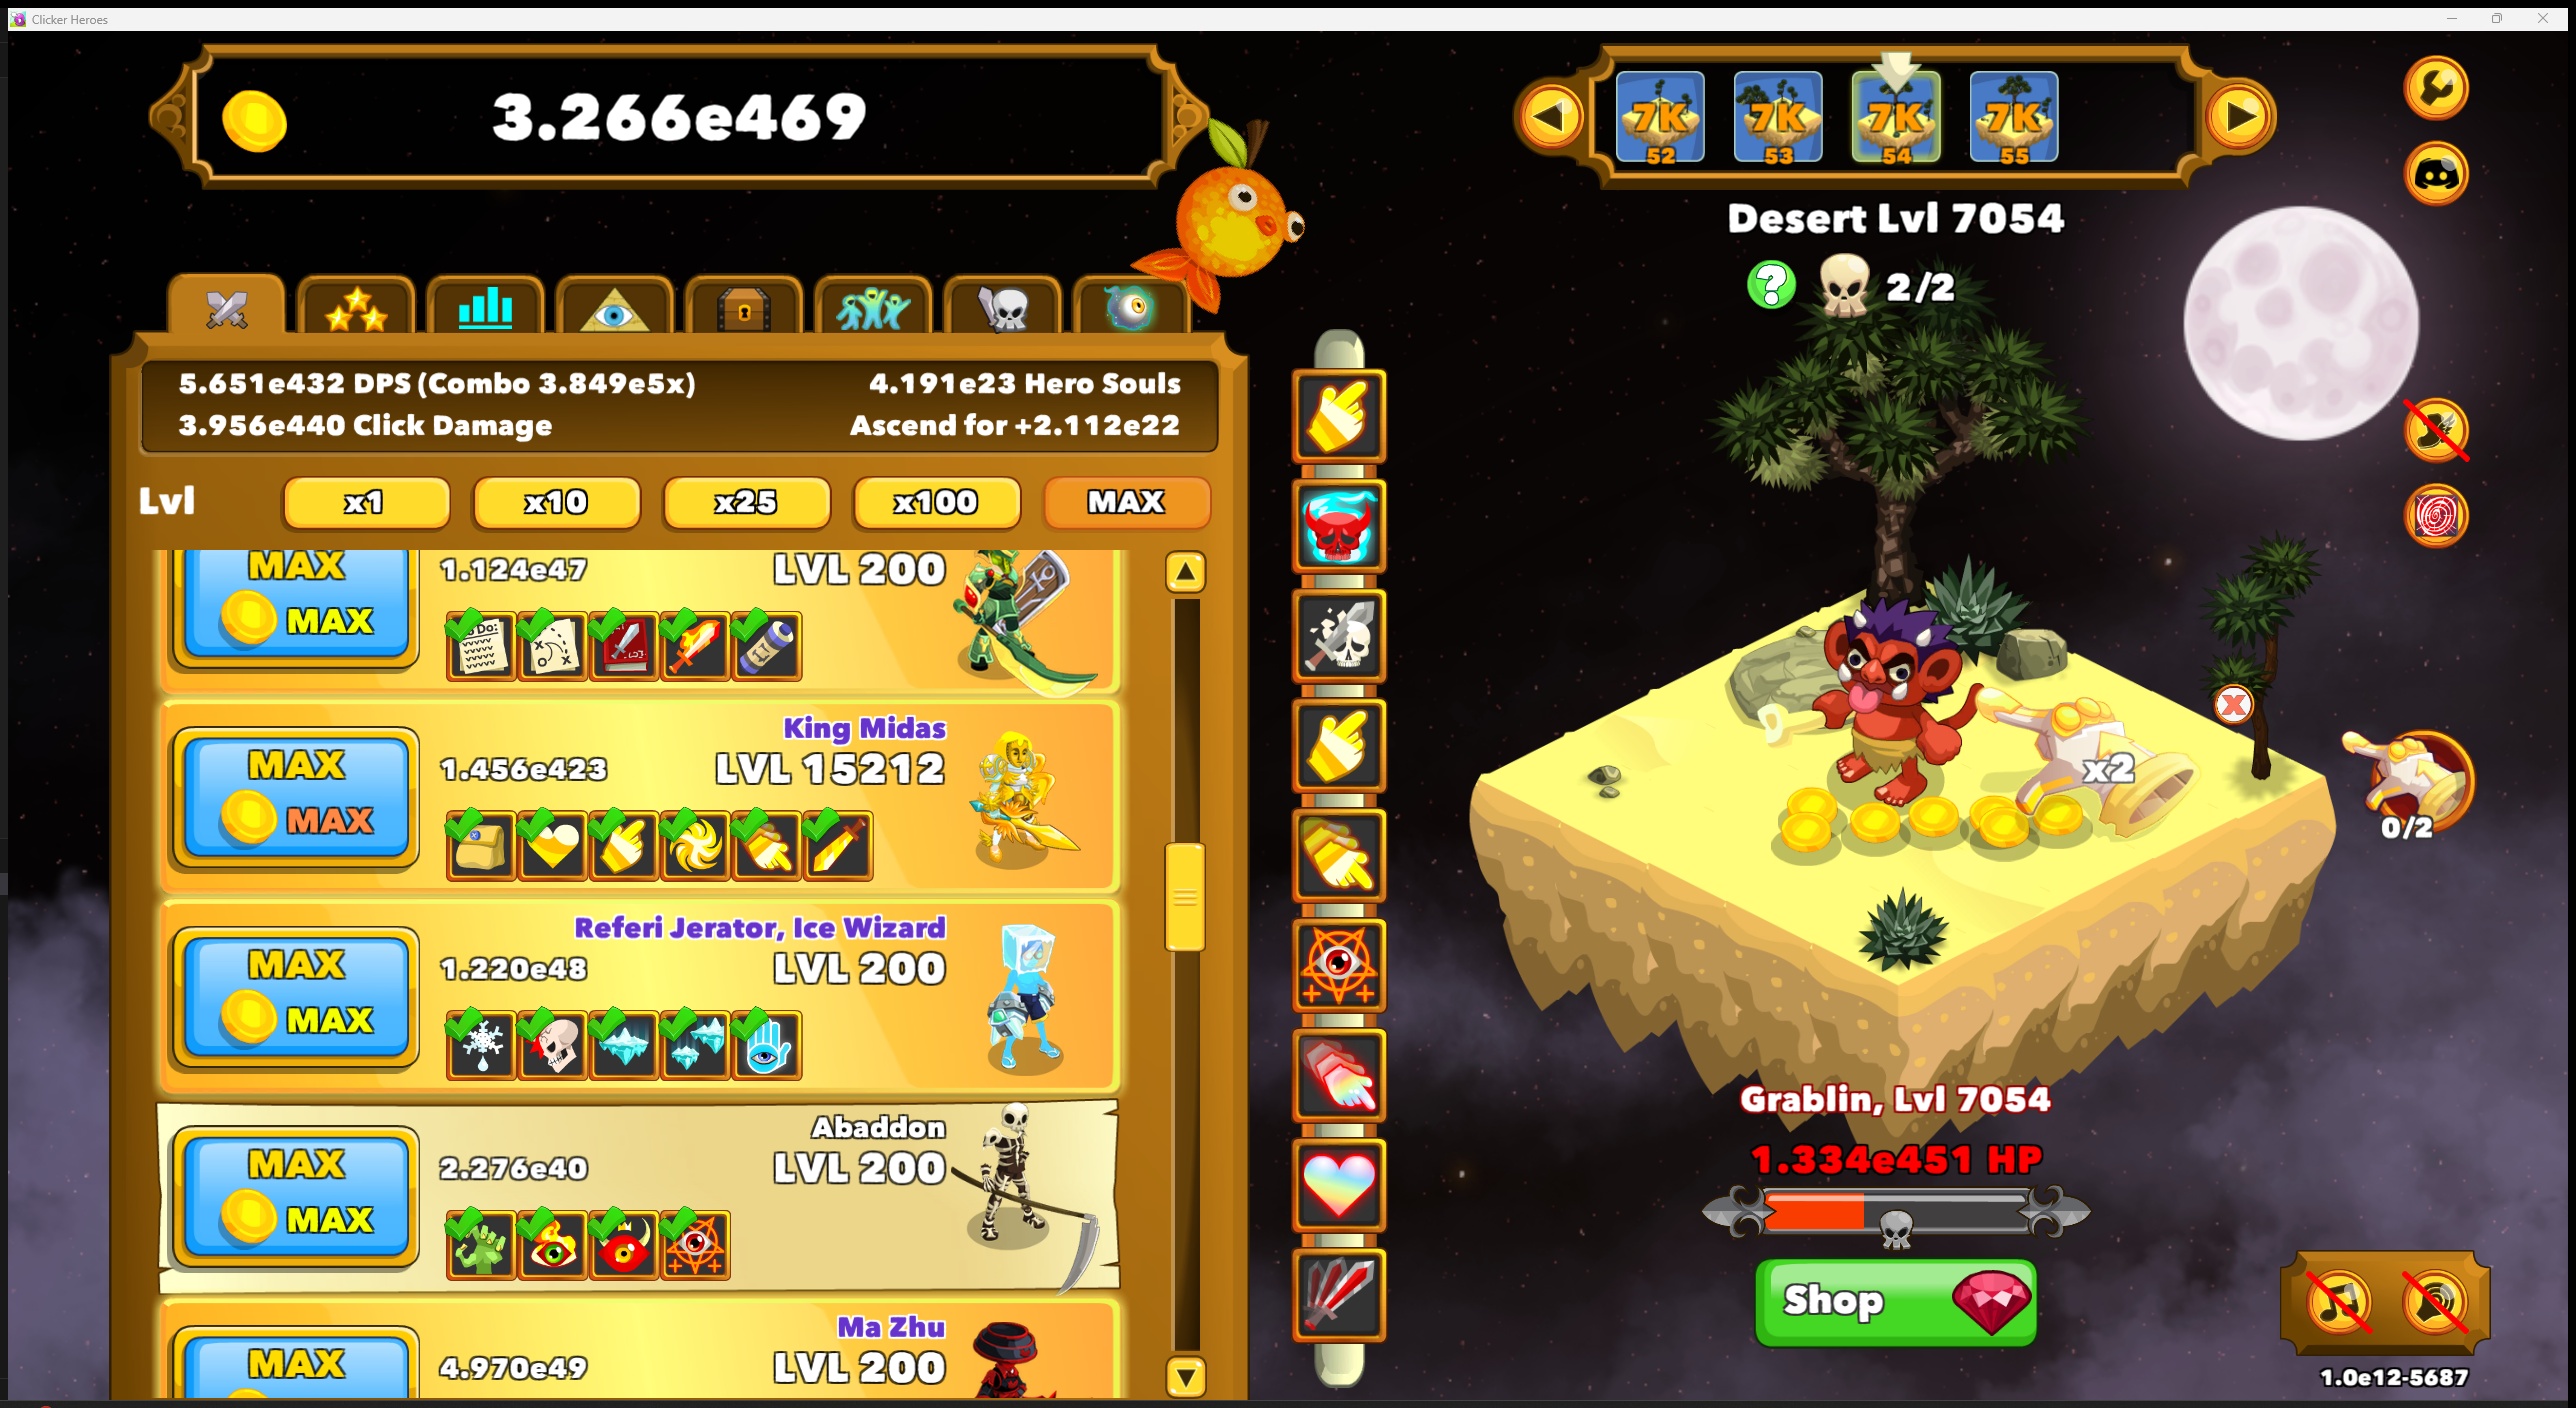 Clicker Heroes
3.266e469
7K
52
7K
53
7K
54
7K
55
Desert Lvl 7054
2/2
5.651e432 DPS (Combo 3.849e5x)
4.191e23 Hero Souls
3.956e440 Click Damage
Ascend for +2.112e22
Lvl
x1
x10
x25
x100
MAX
MAX
MAX
1.124e47
LVL 200
Do:
King Midas
MAX
MAX
1.456e423
LVL 15212
Referi Jerator, Ice Wizard
MAX
MAX
1.220e48
LVL 200
Abaddon
MAX
MAX
2.276e40
LVL 200
Ma Zhu
MAX
4.970e49
LVL 200
x2
0/2
Grablin, Lvl 7054
1.334e451 HP
Shop
1.0e12-5687